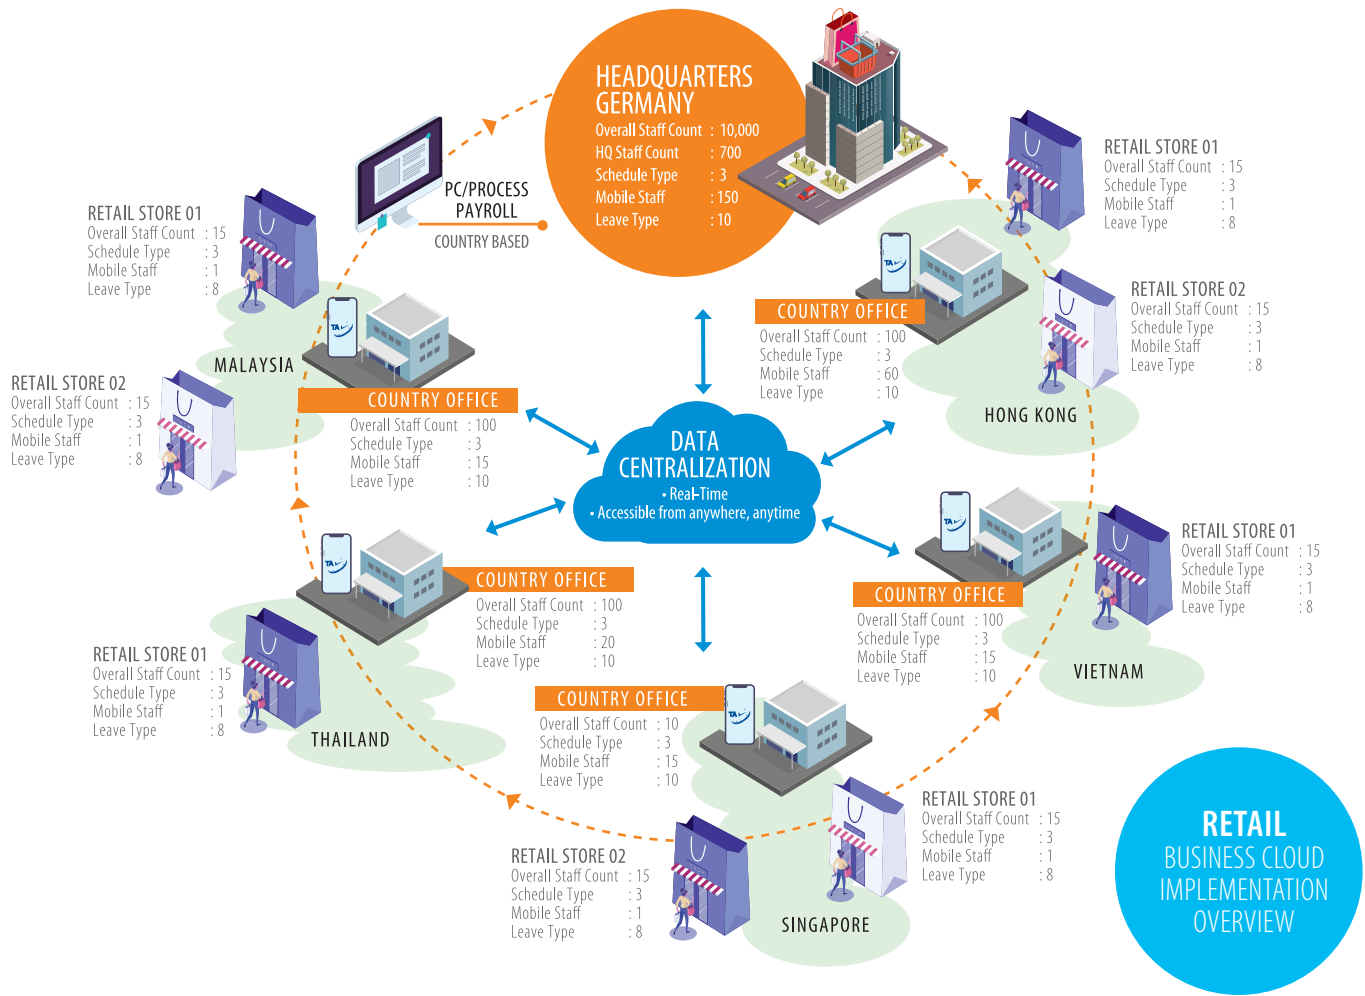 HEADQUARTERS
GERMANY
Overall Staff Count : 10,000
HQ Staff Count : 700
Schedule Type : 3
Mobile Staff : 150
Leave Type : 10
PC/PROCESS
PAYROLL
COUNTRY BASED
RETAIL STORE 01
Overall Staff Count : 15
Schedule Type : 3
Mobile Staff : 1
Leave Type : 8
MALAYSIA
RETAIL STORE 02
Overall Staff Count : 15
Schedule Type : 3
Mobile Staff : 1
Leave Type : 8
TA
COUNTRY OFFICE
Overall Staff Count : 100
Schedule Type : 3
Mobile Staff : 15
Leave Type : 10
RETAIL STORE 01
Overall Staff Count : 15
Schedule Type : 3
Mobile Staff : 1
Leave Type : 8
TA
COUNTRY OFFICE
Overall Staff Count : 100
Schedule Type : 3
Mobile Staff : 60
Leave Type : 10
RETAIL STORE 02
Overall Staff Count : 15
Schedule Type : 3
Mobile Staff : 1
Leave Type : 8
HONG KONG
DATA
CENTRALIZATION
• Real-Time
• Accessible from anywhere, anytime
TA
COUNTRY OFFICE
Overall Staff Count : 100
Schedule Type : 3
Mobile Staff : 20
Leave Type : 10
RETAIL STORE 01
Overall Staff Count : 15
Schedule Type : 3
Mobile Staff : 1
Leave Type : 8
THAILAND
TA
COUNTRY OFFICE
Overall Staff Count : 100
Schedule Type : 3
Mobile Staff : 15
Leave Type : 10
RETAIL STORE 01
Overall Staff Count : 15
Schedule Type : 3
Mobile Staff : 1
Leave Type : 8
VIETNAM
COUNTRY OFFICE
Overall Staff Count : 10
Schedule Type : 3
Mobile Staff : 15
Leave Type : 10
TA
RETAIL STORE 01
Overall Staff Count : 15
Schedule Type : 3
Mobile Staff : 1
Leave Type : 8
RETAIL STORE 02
Overall Staff Count : 15
Schedule Type : 3
Mobile Staff : 1
Leave Type : 8
SINGAPORE
RETAIL
BUSINESS CLOUD
IMPLEMENTATION
OVERVIEW